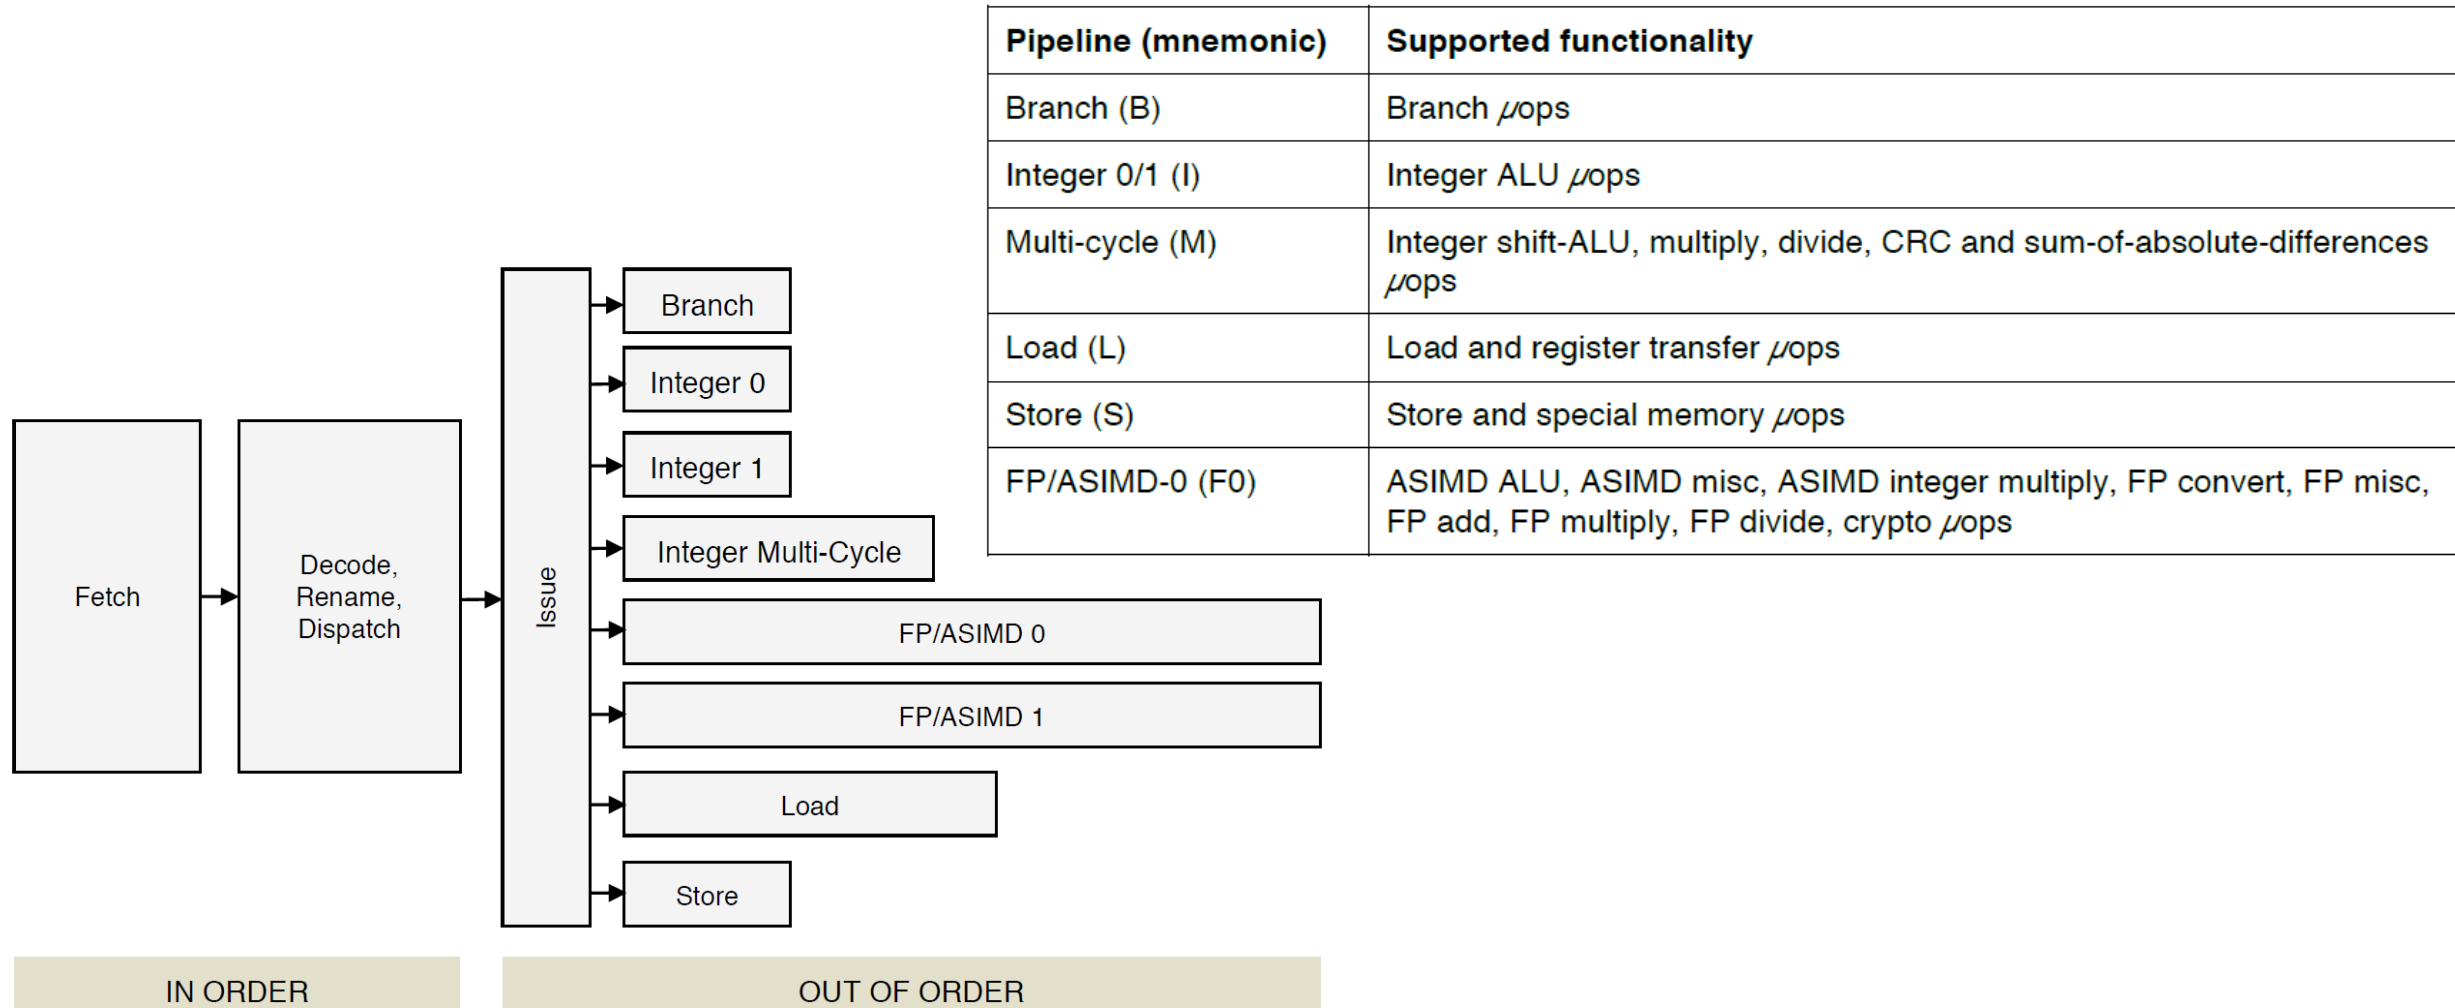 Pipeline (mnemonic) Supported functionality
Branch (B) Branch µops
Integer 0/1 (I) Integer ALU µops
Multi-cycle (M) Integer shift-ALU, multiply, divide, CRC and sum-of-absolute-differences
µops
Load (L) Load and register transfer µops
Store (S) Store and special memory µops
FP/ASIMD-0 (F0) ASIMD ALU, ASIMD misc, ASIMD integer multiply, FP convert, FP misc,
FP add, FP multiply, FP divide, crypto µops
Fetch
Decode,
Rename,
Dispatch
Issue
Branch
Integer 0
Integer 1
Integer Multi-Cycle
FP/ASIMD 0
FP/ASIMD 1
Load
Store
IN ORDER
OUT OF ORDER